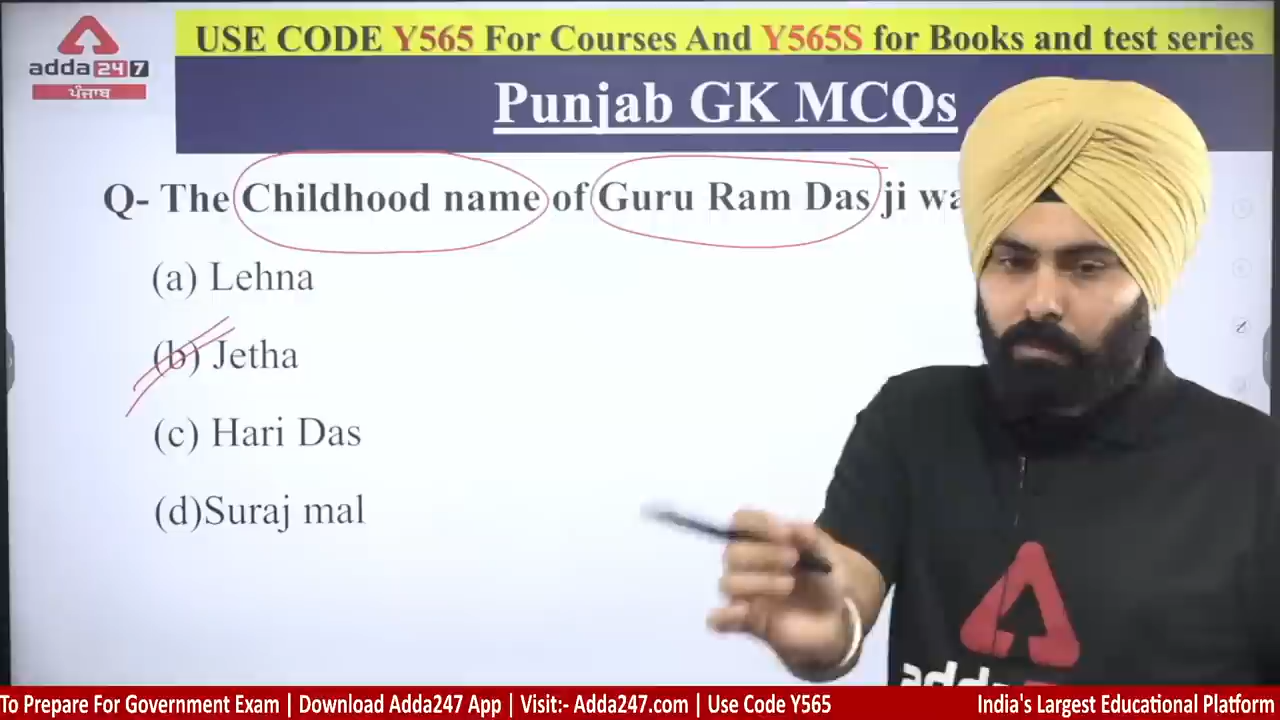 USE CODE Y565 For Courses And Y565S for Books and test series
adda247
ਪੰਜਾਬ
Punjab GK MCQs
Q- The Childhood name of Guru Ram Das ji wa
(a) Lehna
(b) Jetha
(c) Hari Das
(d)Suraj mal
To Prepare For Government Exam | Download Adda247 App | Visit:- Adda247.com | Use Code Y565
India's Largest Educational Platform